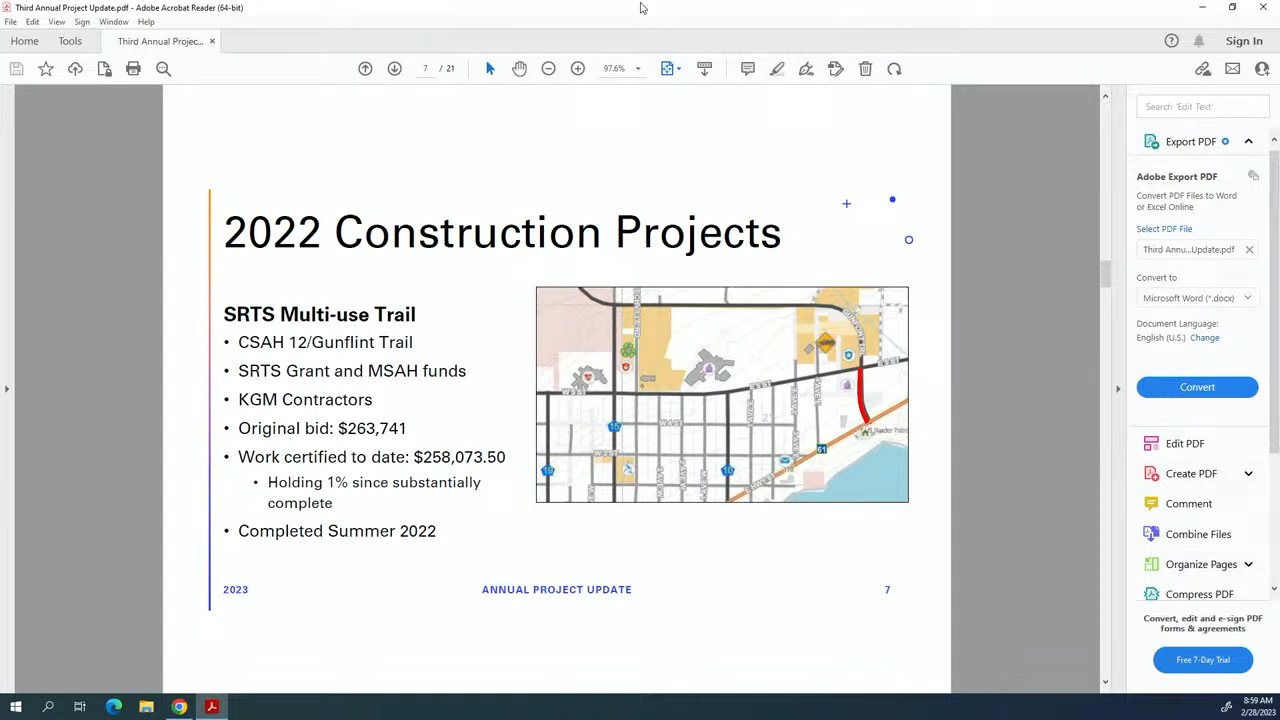 Third Annual Project Update.pdf - Adobe Acrobat Reader (64-bit)
File Edit View Sign Window Help
Home Tools Third Annual Projec... × Sign In
7 / 21 97.6%
Search 'Edit Text'
Export PDF
Adobe Export PDF
Convert PDF Files to Word
or Excel Online
Select PDF File
Third Annu...Update.pdf
Convert to
Microsoft Word (*.docx)
Document Language:
English (U.S.) Change
Convert
Edit PDF
Create PDF
Comment
Combine Files
Organize Pages
Compress PDF
Convert, edit and e-sign PDF
forms & agreements
Free 7-Day Trial
2022 Construction Projects
SRTS Multi-use Trail
• CSAH 12/Gunflint Trail
• SRTS Grant and MSAH funds
• KGM Contractors
• Original bid: $263,741
• Work certified to date: $258,073.50
• Holding 1% since substantially
complete
• Completed Summer 2022
61
2023 ANNUAL PROJECT UPDATE 7
8:59 AM
2/28/2023